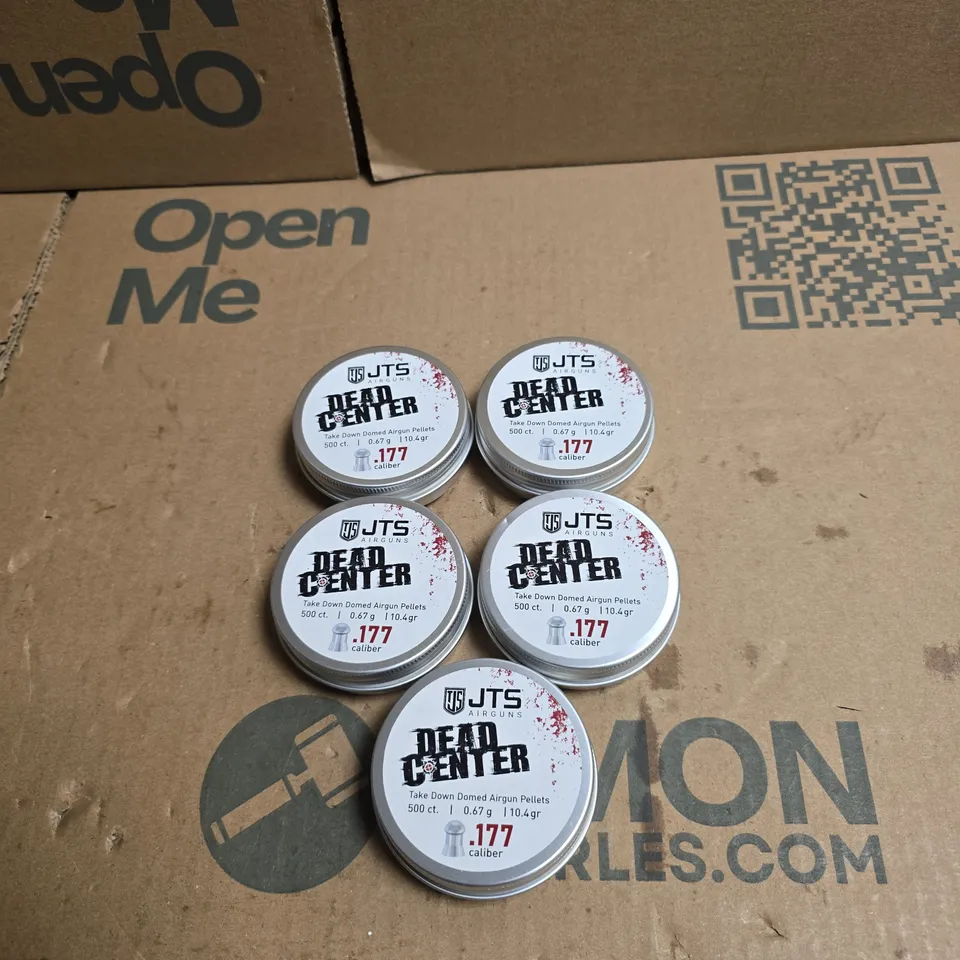 Open
Me
Open
Me
JTS
AIRGUNS
DEAD
CENTER
Take Down Domed Airgun Pellets
500 ct. | 0.67 g | 10.4gr
.177
caliber
JTS
AIRGUNS
DEAD
CENTER
Take Down Domed Airgun Pellets
500 ct. | 0.67 g | 10.4gr
.177
caliber
JTS
AIRGUNS
DEAD
CENTER
Take Down Domed Airgun Pellets
500 ct. | 0.67 g | 10.4gr
.177
caliber
JTS
AIRGUNS
DEAD
CENTER
Take Down Domed Airgun Pellets
500 ct. | 0.67 g | 10.4gr
.177
caliber
JTS
AIRGUNS
DEAD
CENTER
Take Down Domed Airgun Pellets
500 ct. | 0.67 g | 10.4gr
.177
caliber
MON
RLES.COM